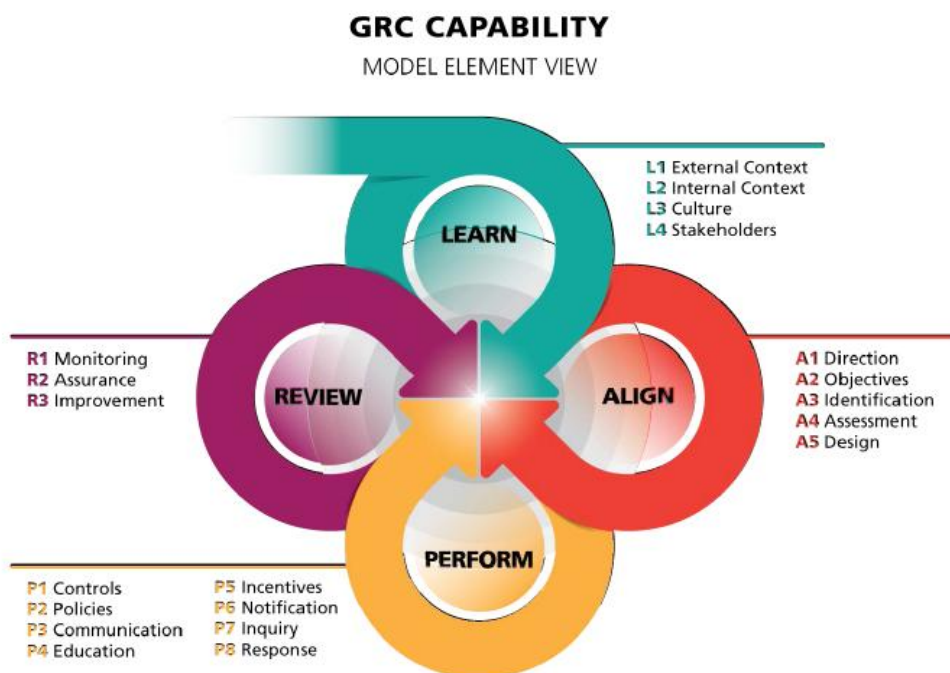 GRC CAPABILITY
MODEL ELEMENT VIEW
LEARN
L1 External Context
L2 Internal Context
L3 Culture
L4 Stakeholders
REVIEW
R1 Monitoring
R2 Assurance
R3 Improvement
ALIGN
A1 Direction
A2 Objectives
A3 Identification
A4 Assessment
A5 Design
PERFORM
P1 Controls
P2 Policies
P3 Communication
P4 Education
P5 Incentives
P6 Notification
P7 Inquiry
P8 Response